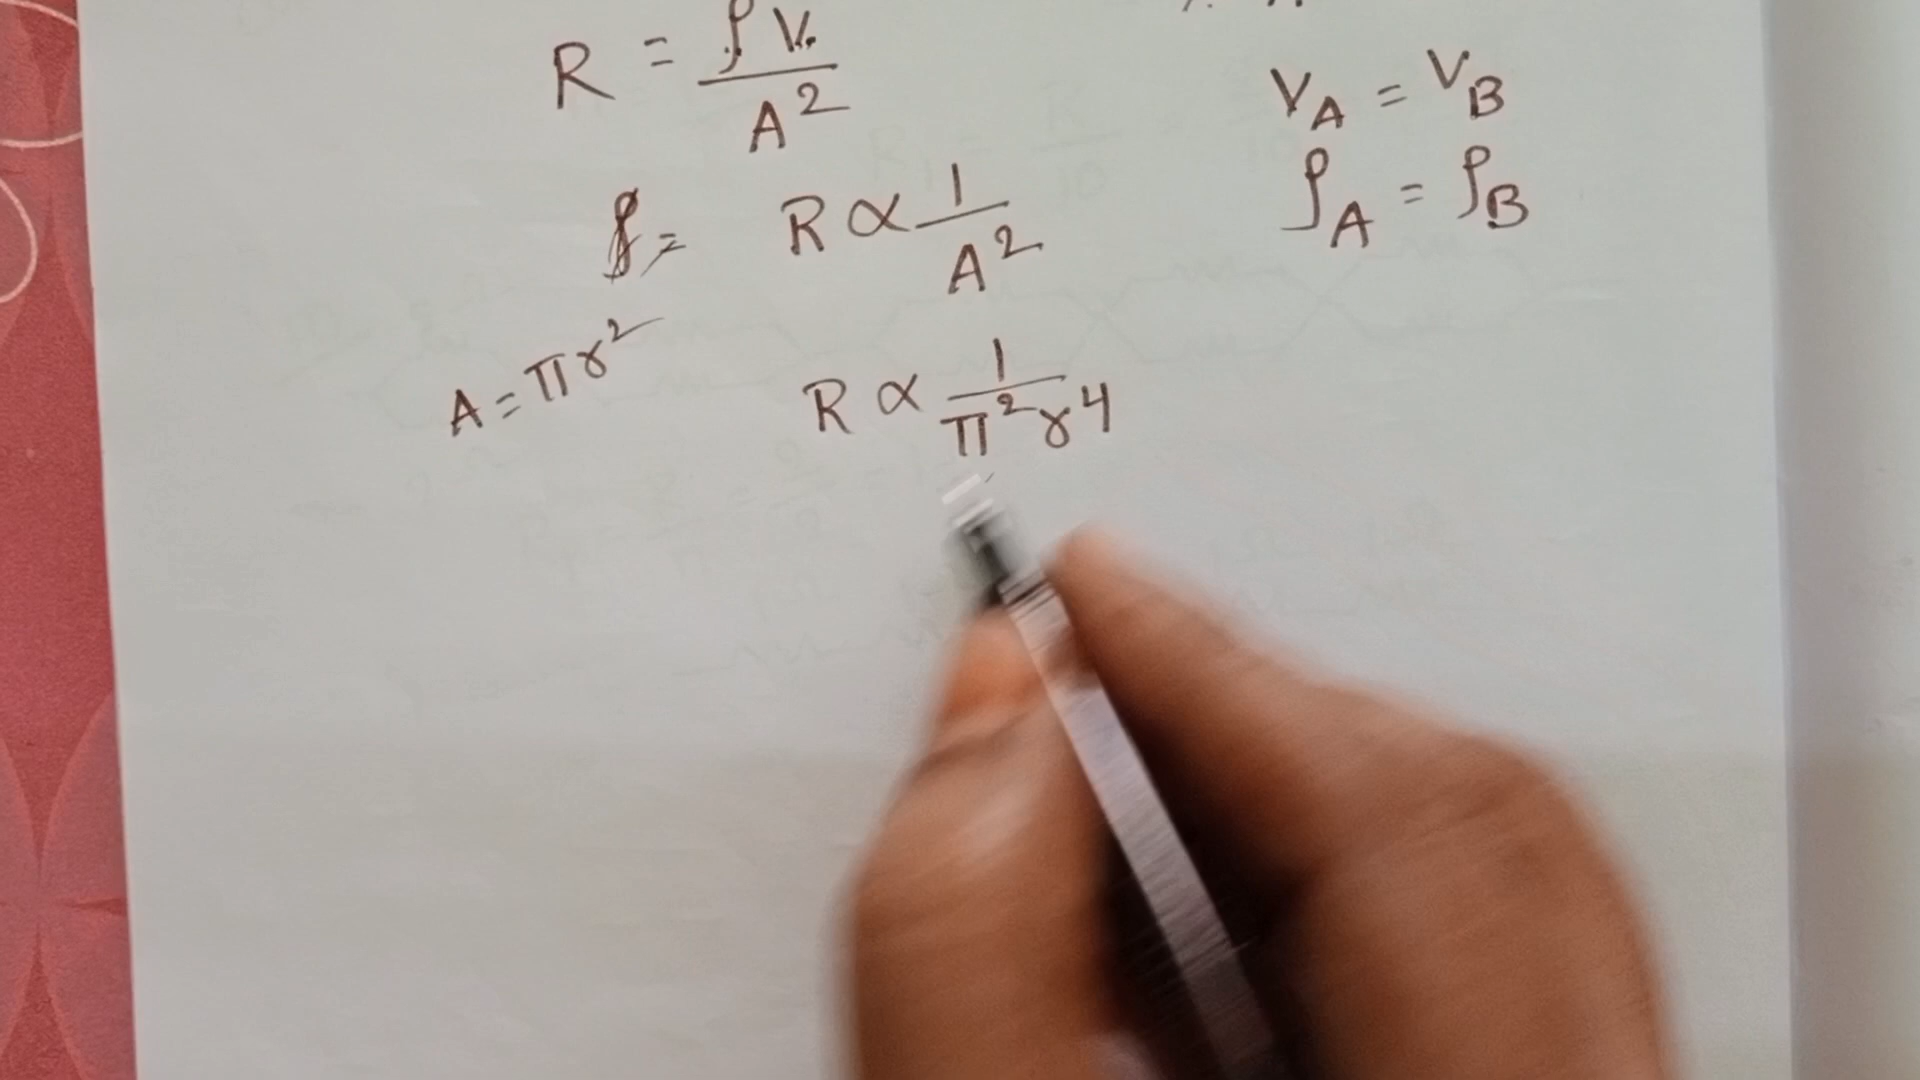 R = ρV / A²
V_A = V_B
R ∝ 1 / A²
ρ_A = ρ_B
A = πr²
R ∝ 1 / π²r⁴